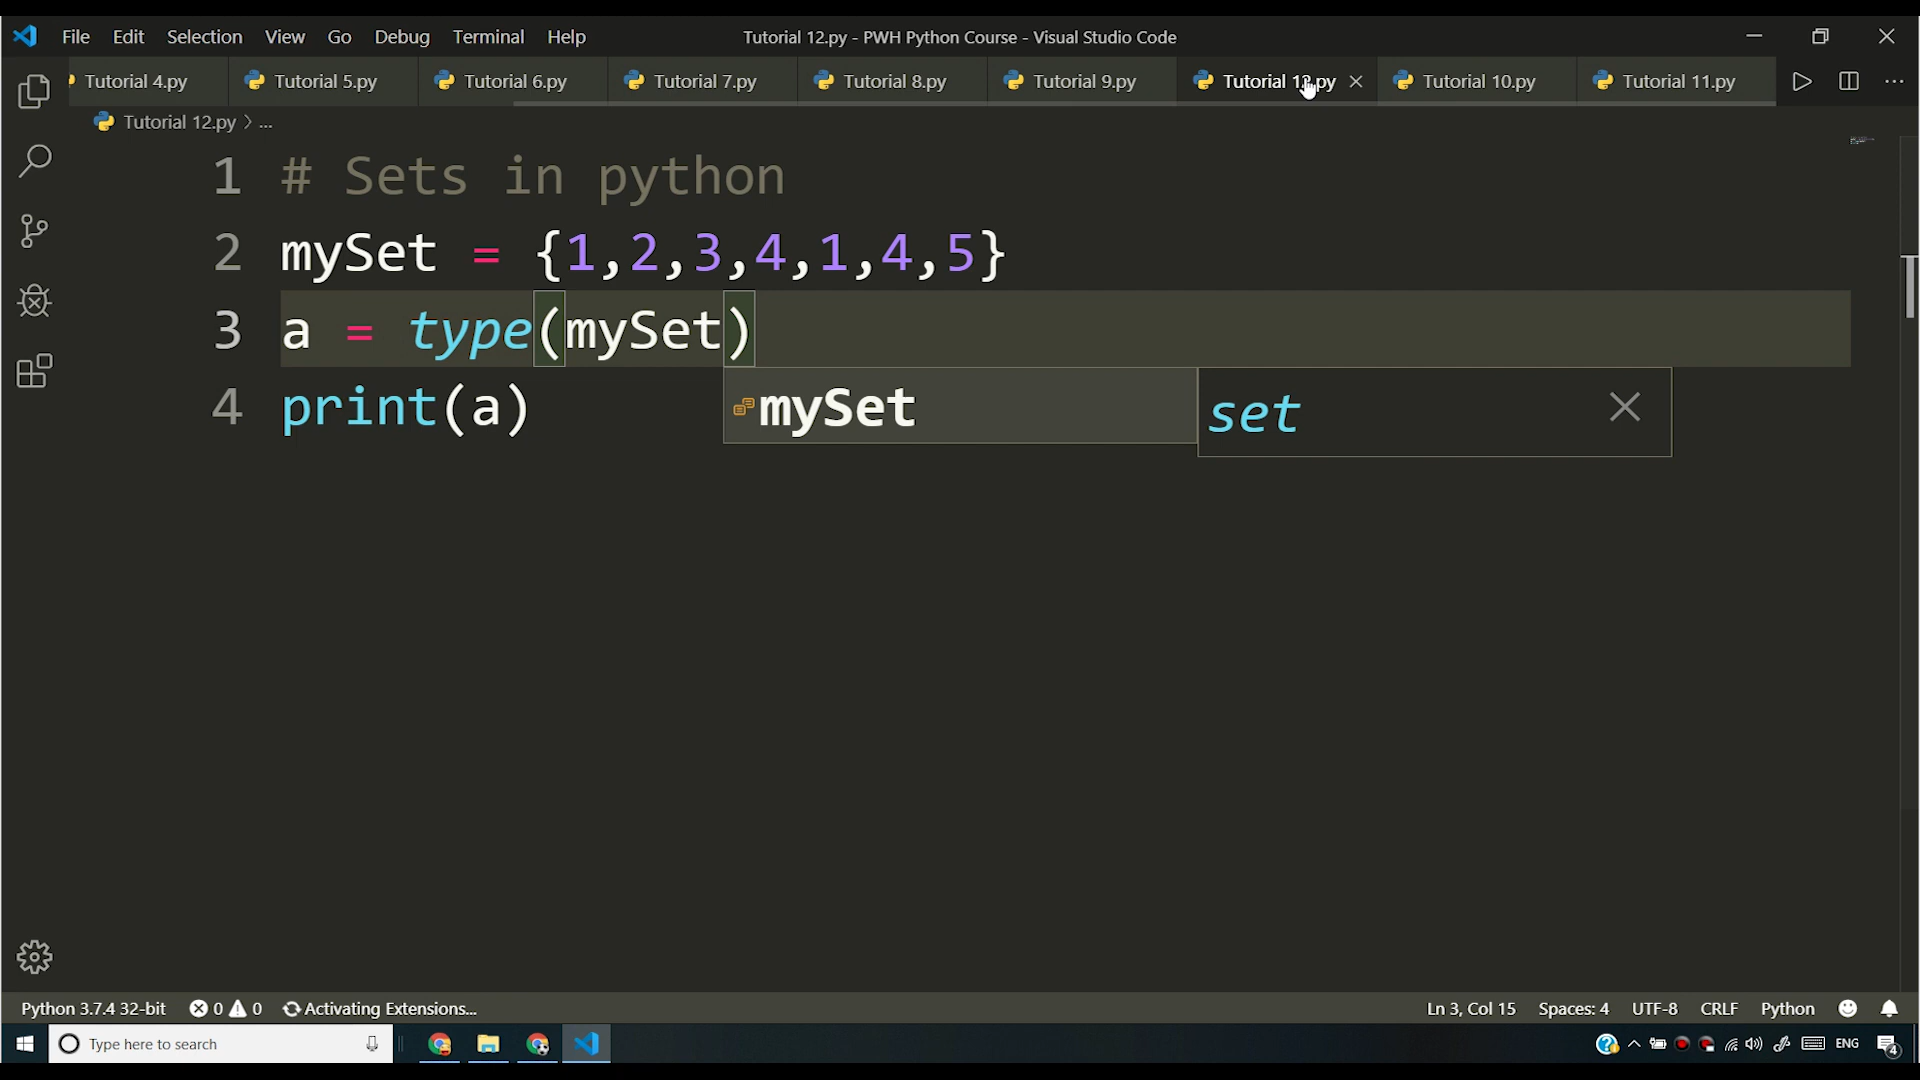 File Edit Selection View Go Debug Terminal Help Tutorial 12.py - PWH Python Course - Visual Studio Code
Tutorial 4.py Tutorial 5.py Tutorial 6.py Tutorial 7.py Tutorial 8.py Tutorial 9.py Tutorial 12.py Tutorial 10.py Tutorial 11.py
Tutorial 12.py > ...
1 # Sets in python
2 mySet = {1,2,3,4,1,4,5}
3 a = type(mySet)
4 print(a) mySet set
Python 3.7.4 32-bit 0 0 Activating Extensions... Ln 3, Col 15 Spaces: 4 UTF-8 CRLF Python
Type here to search ENG 4